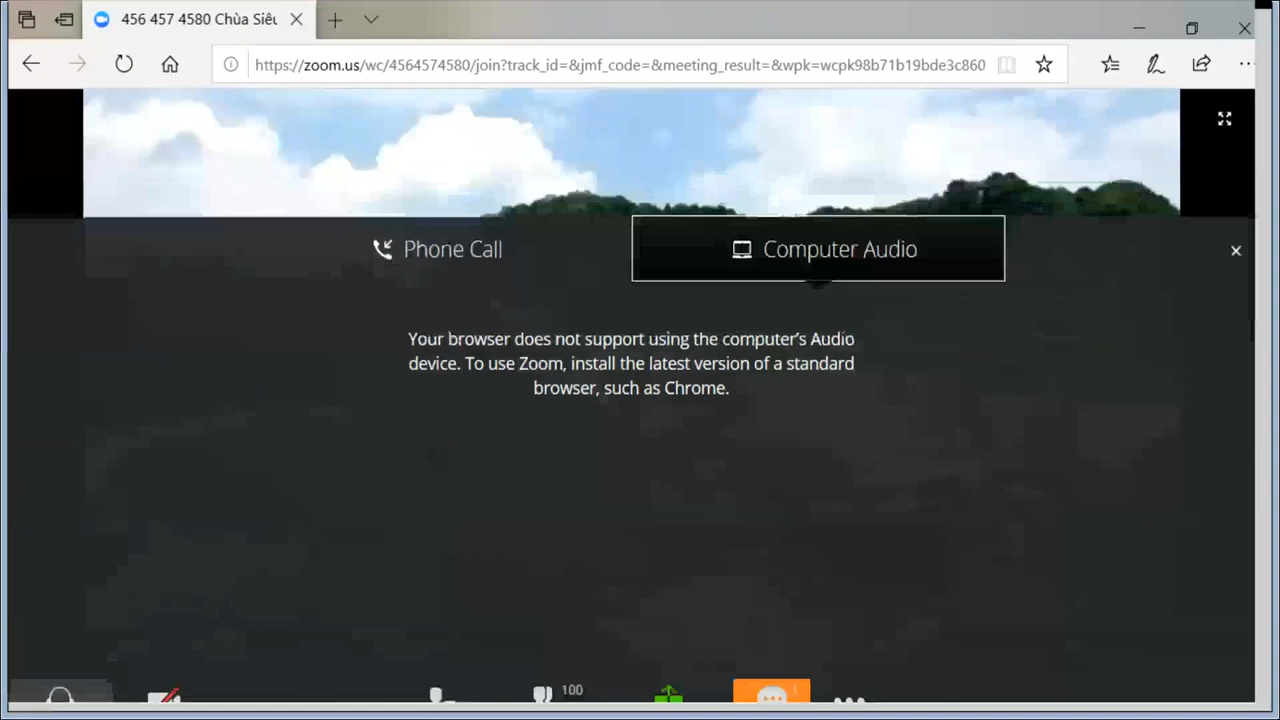 456 457 4580 Chùa Siêu
https://zoom.us/wc/4564574580/join?track_id=&jmf_code=&meeting_result=&wpk=wcpk98b71b19bde3c860
Phone Call
Computer Audio
Your browser does not support using the computer’s Audio
device. To use Zoom, install the latest version of a standard
browser, such as Chrome.
100
1